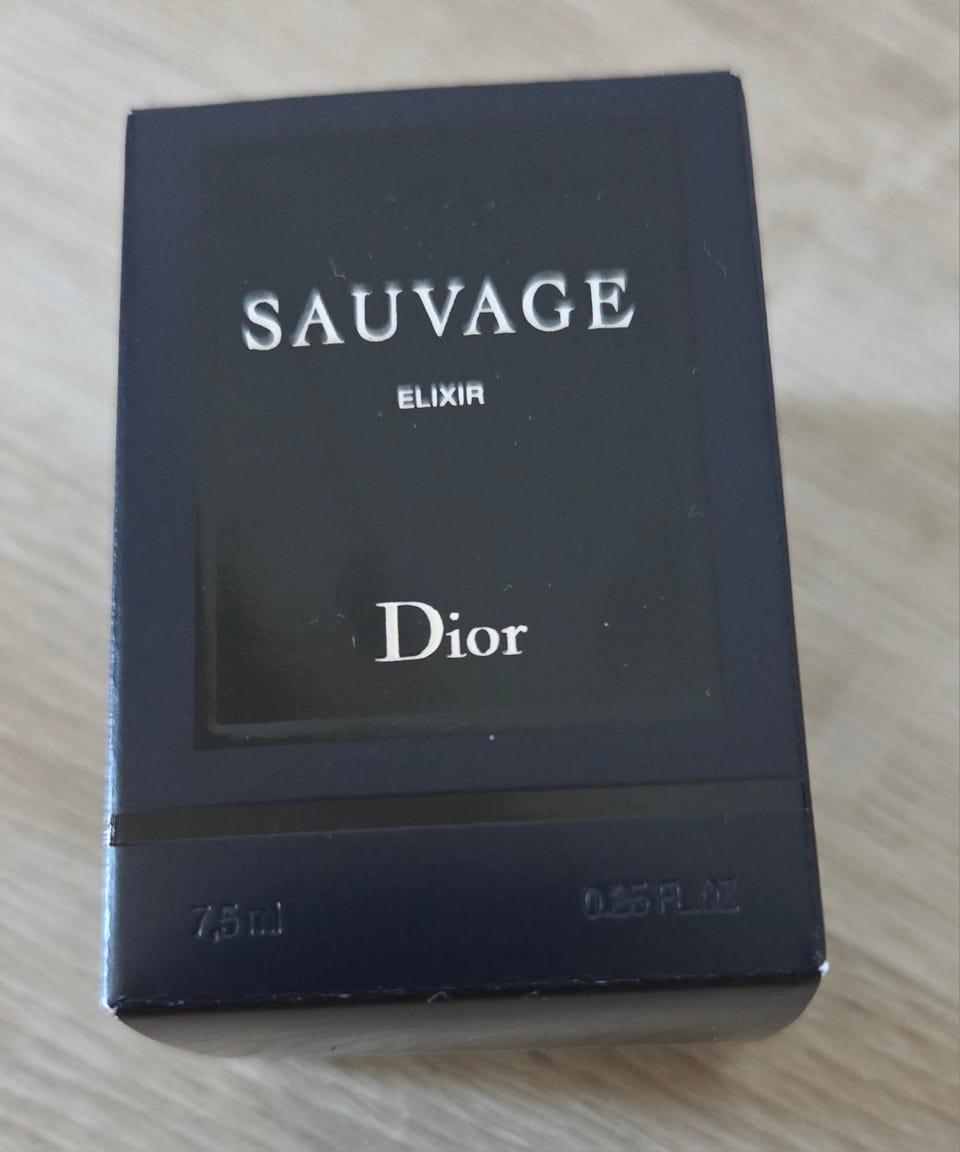 SAUVAGE
ELIXIR
Dior
7,5 ml 0.25 FL.OZ